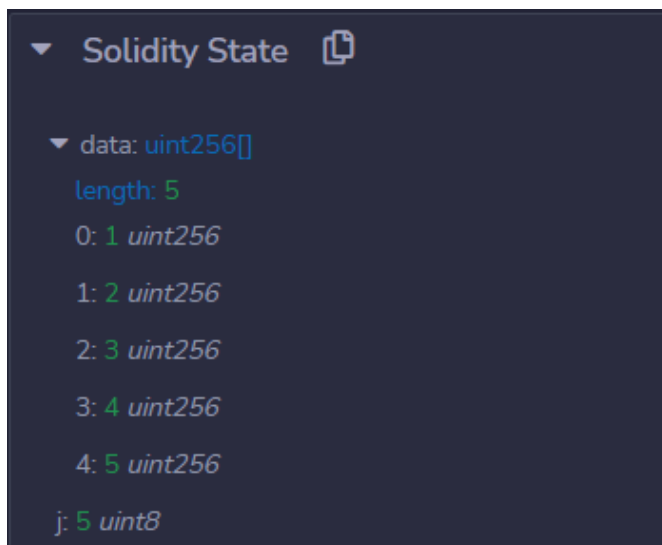 Solidity State
data: uint256[]
length: 5
0: 1 uint256
1: 2 uint256
2: 3 uint256
3: 4 uint256
4: 5 uint256
j: 5 uint8